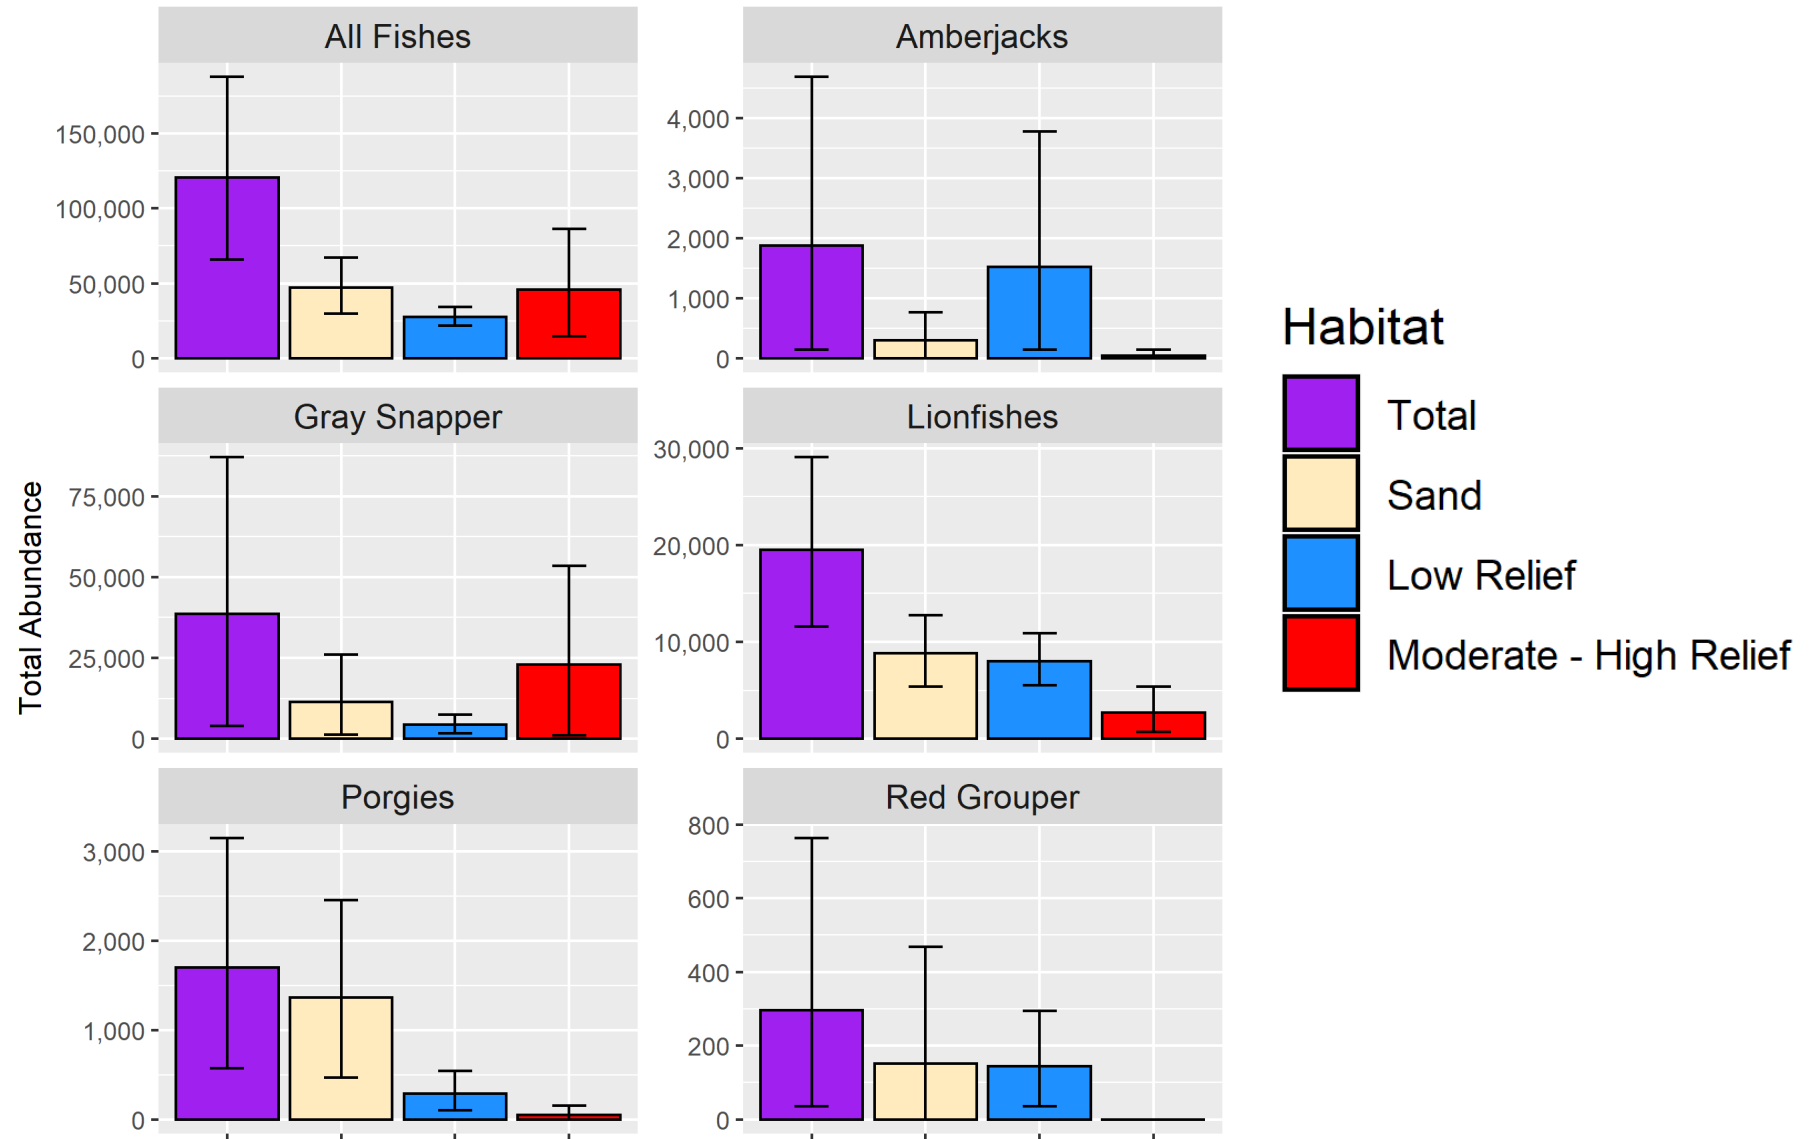 All Fishes
Amberjacks
150,000
100,000
50,000
0
4,000
3,000
2,000
1,000
0
Gray Snapper
Lionfishes
75,000
50,000
25,000
0
30,000
20,000
10,000
0
Porgies
Red Grouper
3,000
2,000
1,000
0
800
600
400
200
0
Total Abundance
Habitat
Total
Sand
Low Relief
Moderate - High Relief